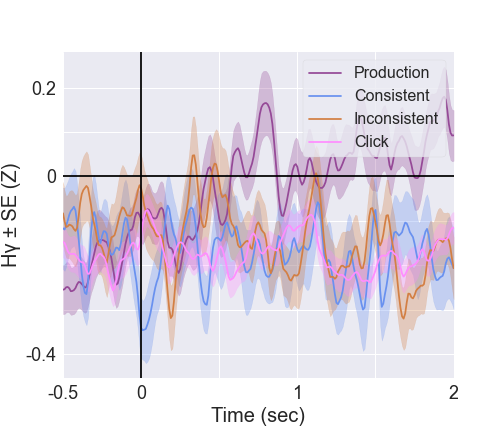 Production
Consistent
Inconsistent
Click
0.2
0
-0.4
Hγ ± SE (Z)
-0.5
0
1
2
Time (sec)